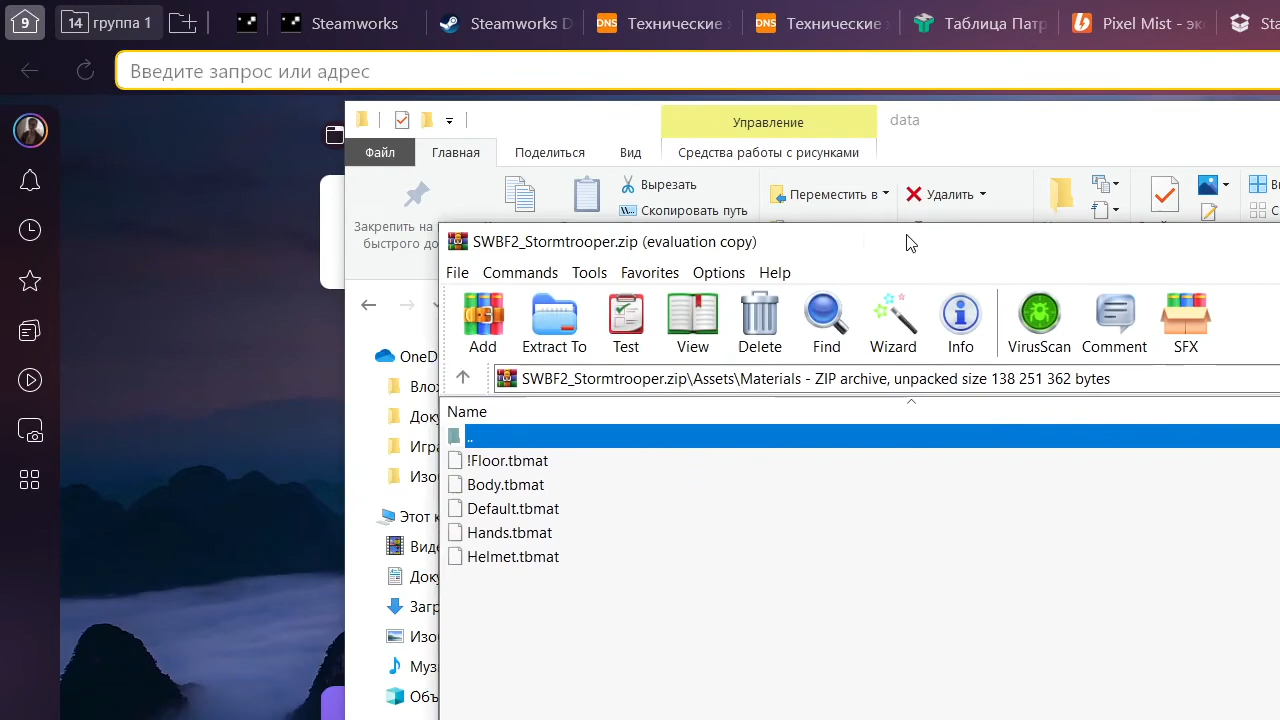 9
14 группа 1
Steamworks
Steamworks D
Технические
Технические
Таблица Патр
Pixel Mist - эк
Sta
Введите запрос или адрес
Управление
data
Файл
Главная
Поделиться
Вид
Средства работы с рисунками
Закрепить на
быстрого до
Вырезать
Скопировать путь
Переместить в
Удалить
SWBF2_Stormtrooper.zip (evaluation copy)
File Commands Tools Favorites Options Help
Add Extract To Test View Delete Find Wizard Info VirusScan Comment SFX
SWBF2_Stormtrooper.zip\Assets\Materials - ZIP archive, unpacked size 138 251 362 bytes
Name
..
!Floor.tbmat
Body.tbmat
Default.tbmat
Hands.tbmat
Helmet.tbmat
OneD
Влож
Доку
Игра
Изоб
Этот к
Виде
Доку
Загр
Изо
Муз
Объ